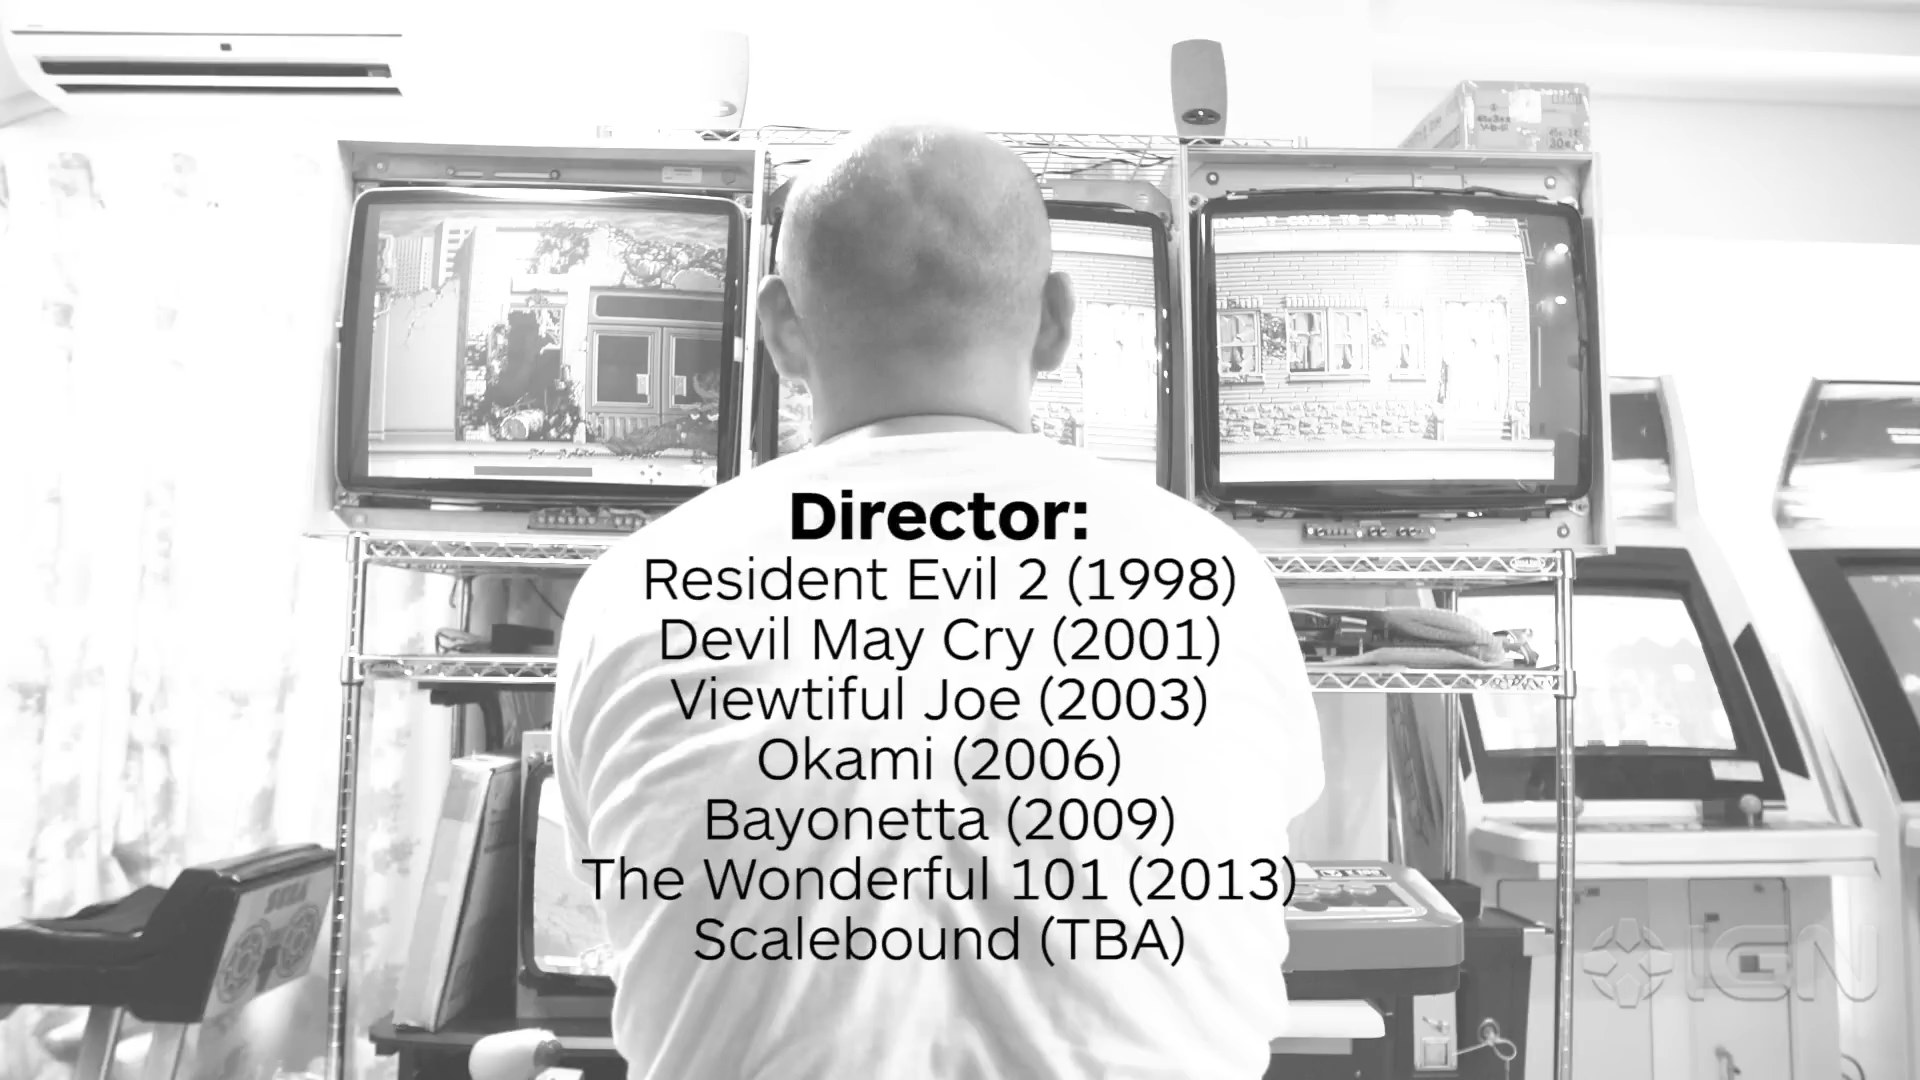 Director:
Resident Evil 2 (1998)
Devil May Cry (2001)
Viewtiful Joe (2003)
Okami (2006)
Bayonetta (2009)
The Wonderful 101 (2013)
Scalebound (TBA)
SEGA
IGN